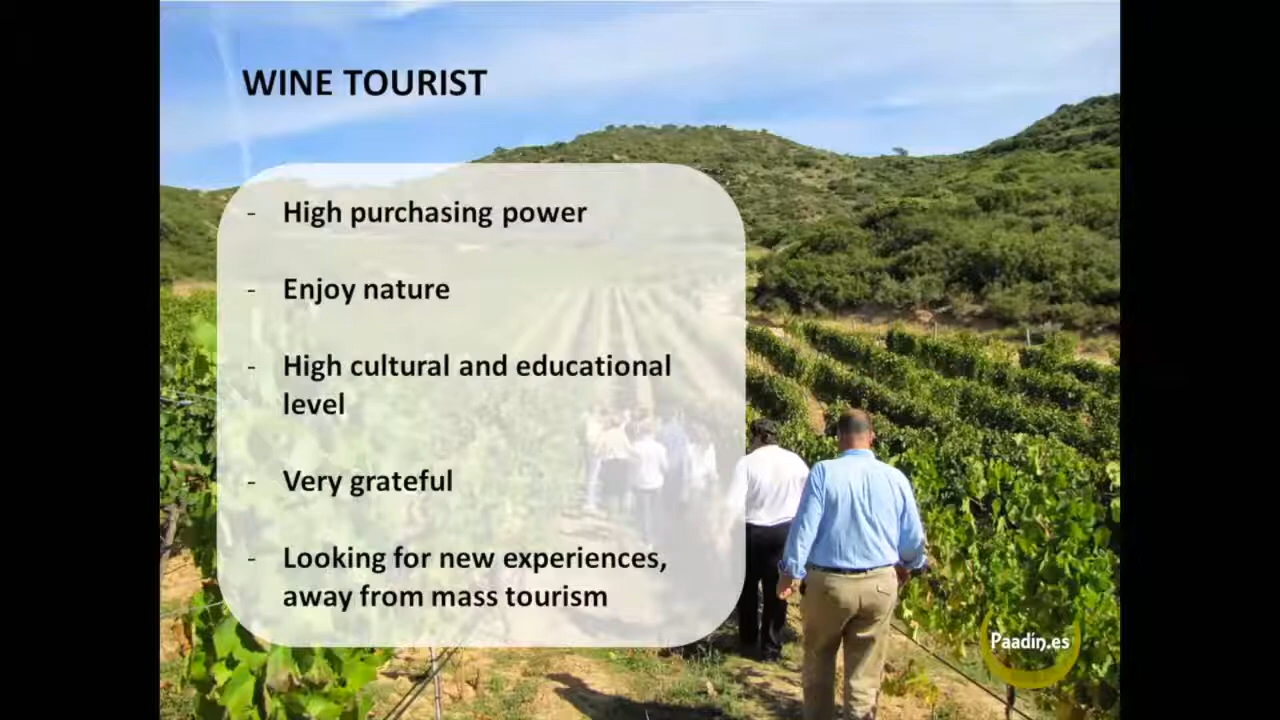 WINE TOURIST
- High purchasing power
- Enjoy nature
- High cultural and educational
level
- Very grateful
- Looking for new experiences,
away from mass tourism
Paadín.es